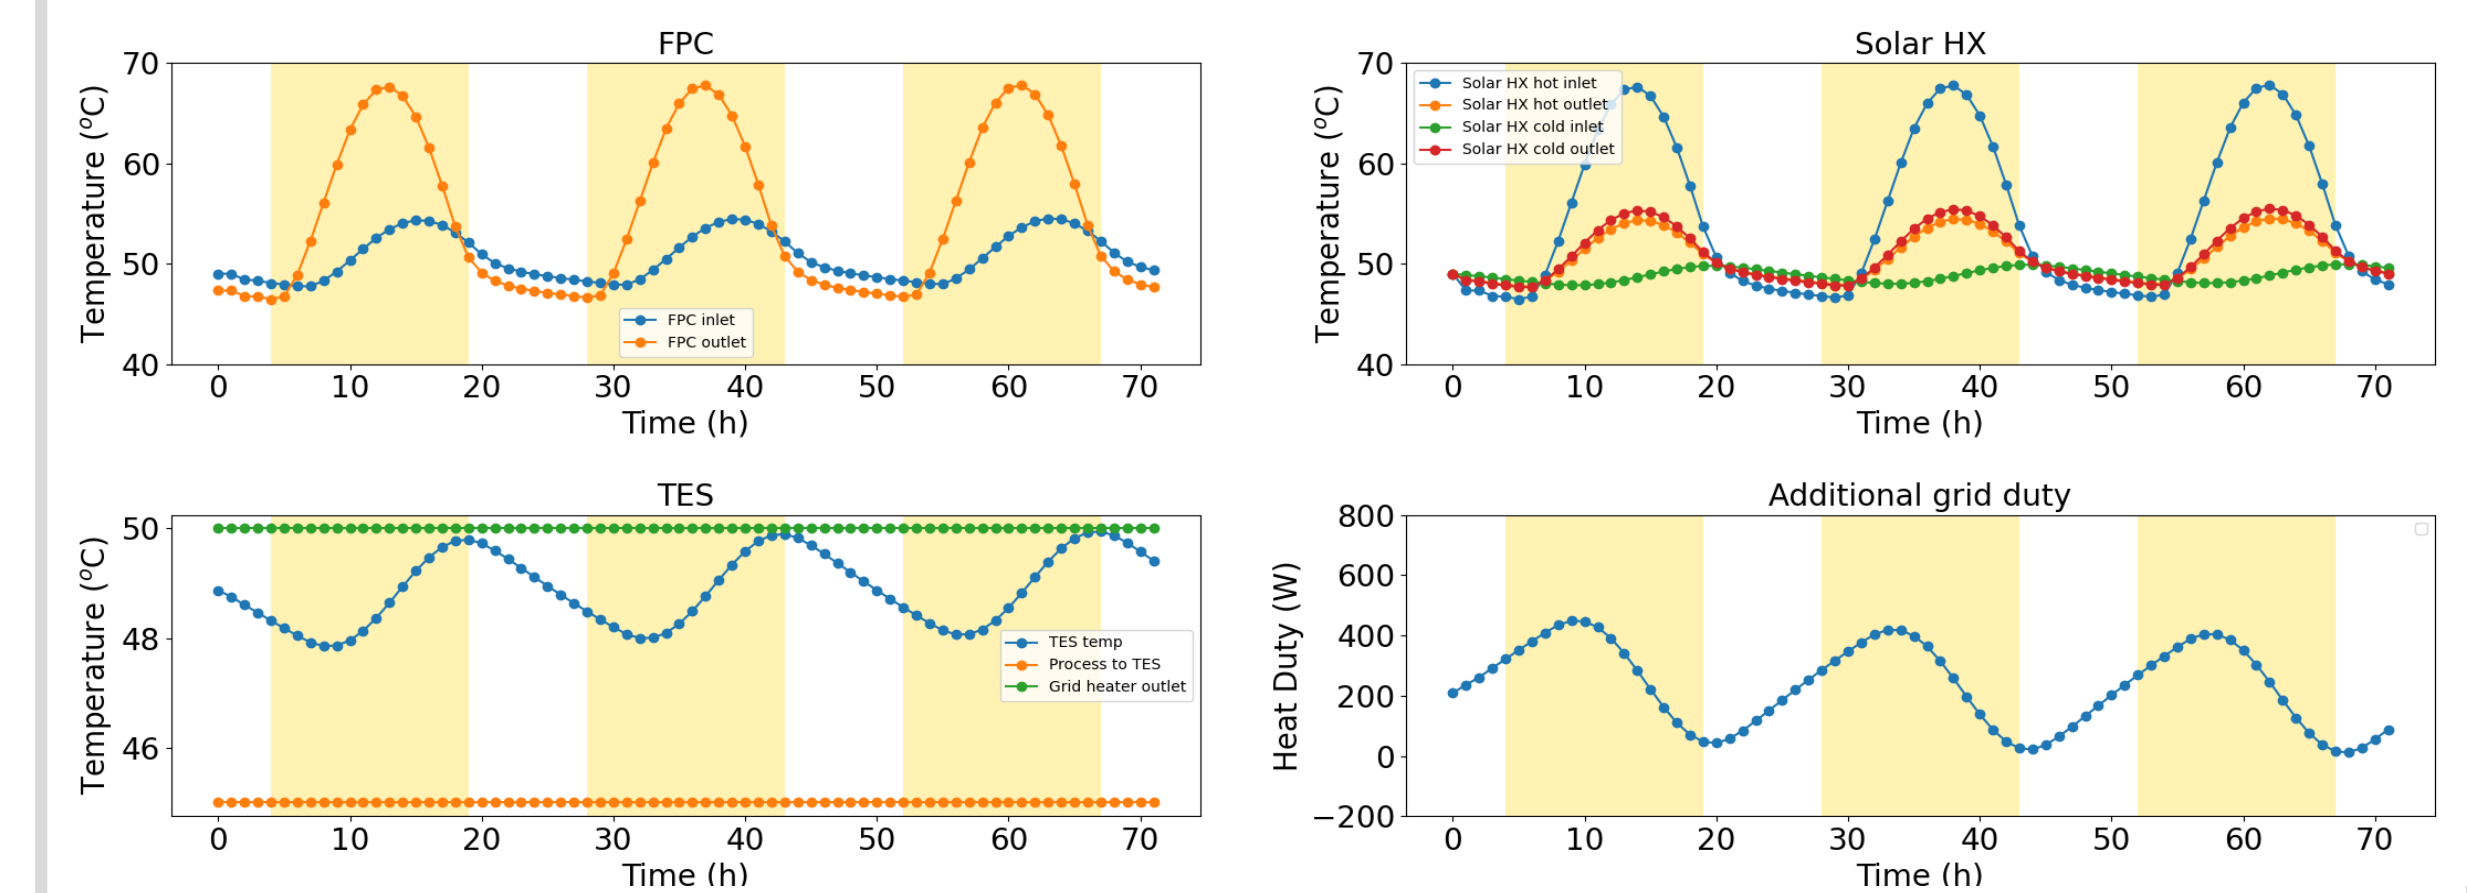 FPC
70
60
50
40
Temperature (°C)
FPC inlet
FPC outlet
0 10 20 30 40 50 60 70
Time (h)
Solar HX
70
60
50
40
Temperature (°C)
Solar HX hot inlet
Solar HX hot outlet
Solar HX cold inlet
Solar HX cold outlet
0 10 20 30 40 50 60 70
Time (h)
TES
50
48
46
Temperature (°C)
TES temp
Process to TES
Grid heater outlet
0 10 20 30 40 50 60 70
Time (h)
Additional grid duty
800
600
400
200
0
−200
Heat Duty (W)
0 10 20 30 40 50 60 70
Time (h)